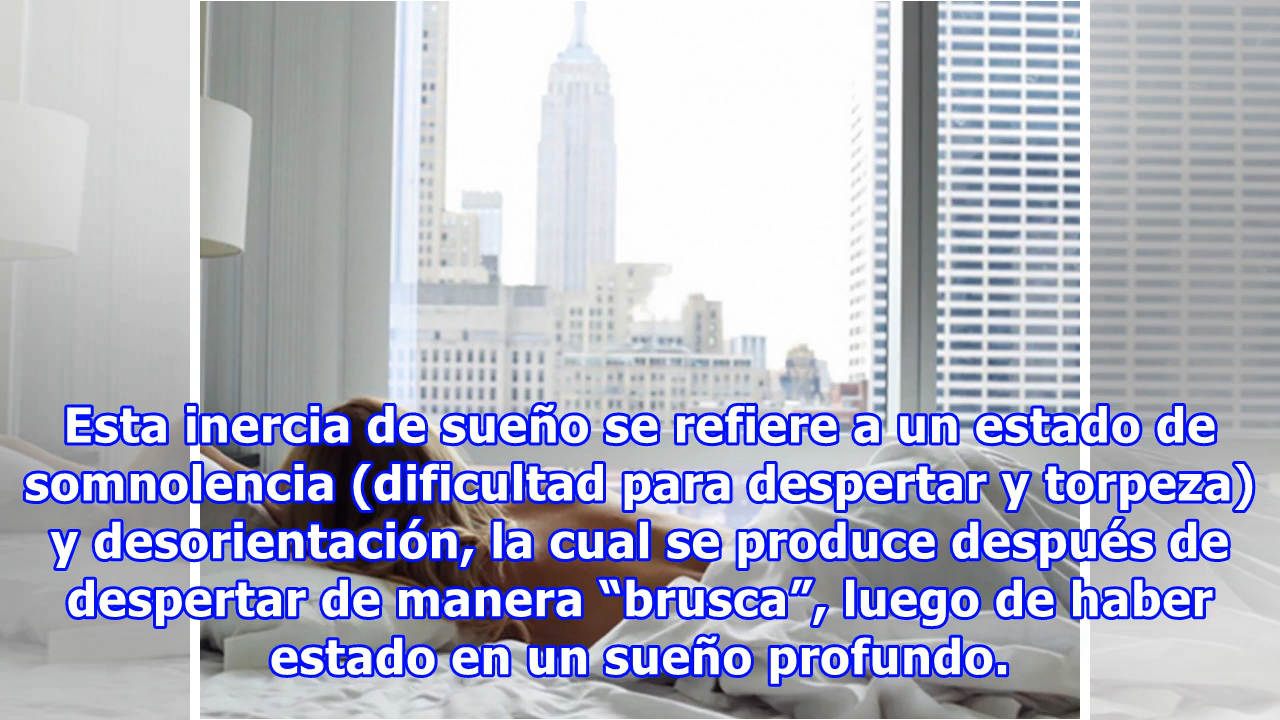 Esta inercia de sueño se refiere a un estado de
somnolencia (dificultad para despertar y torpeza)
y desorientación, la cual se produce después de
despertar de manera “brusca”, luego de haber
estado en un sueño profundo.